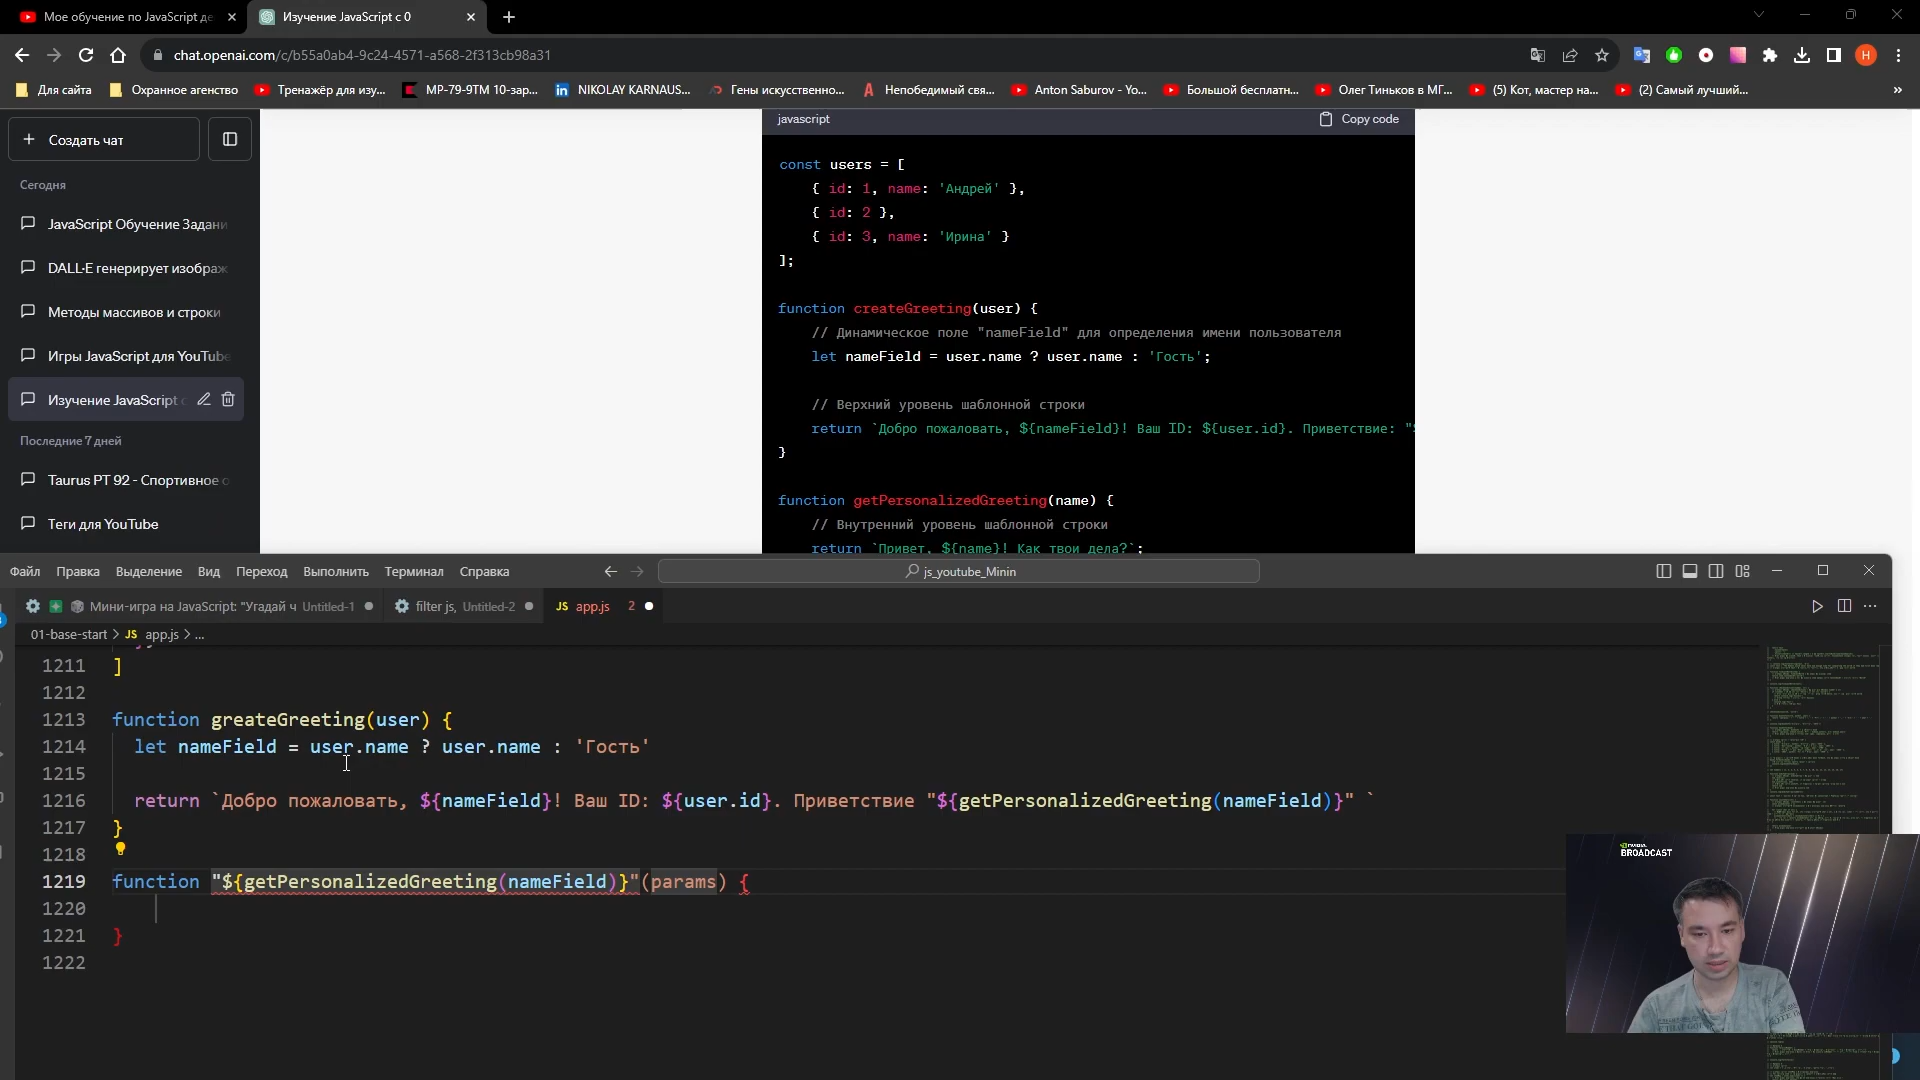 Мое обучение по JavaScript де
Изучение JavaScript с 0
chat.openai.com/c/b55a0ab4-9c24-4571-a568-2f313cb98a31
H
Для сайта
Охранное агенство
Тренажёр для изу...
МР-79-9ТМ 10-зар...
NIKOLAY KARNAUS...
Гены искусственно...
Непобедимый свя...
Anton Saburov - Yo...
Большой бесплатн...
Олег Тиньков в МГ...
(5) Кот, мастер на...
(2) Самый лучший...
»
+ Создать чат
Сегодня
JavaScript Обучение Задани
DALL-E генерирует изображ
Методы массивов и строки
Игры JavaScript для YouTube
Изучение JavaScript с
Последние 7 дней
Taurus PT 92 - Спортивное о
Теги для YouTube
javascript
Copy code
const users = [
{ id: 1, name: 'Андрей' },
{ id: 2 },
{ id: 3, name: 'Ирина' }
];
function createGreeting(user) {
// Динамическое поле "nameField" для определения имени пользователя
let nameField = user.name ? user.name : 'Гость';
// Верхний уровень шаблонной строки
return `Добро пожаловать, ${nameField}! Ваш ID: ${user.id}. Приветствие: "$
}
function getPersonalizedGreeting(name) {
// Внутренний уровень шаблонной строки
return `Привет, ${name}! Как твои дела?`;
Файл Правка Выделение Вид Переход Выполнить Терминал Справка
js_youtube_Minin
Мини-игра на JavaScript: "Угадай ч Untitled-1
filter js, Untitled-2
JS app.js 2
01-base-start > JS app.js > ...
1211 ]
1212
1213 function greateGreeting(user) {
1214 let nameField = user.name ? user.name : 'Гость'
1215
1216 return `Добро пожаловать, ${nameField}! Ваш ID: ${user.id}. Приветствие "${getPersonalizedGreeting(nameField)}" `
1217 }
1218
1219 function "${getPersonalizedGreeting(nameField)}"(params) {
1220
1221 }
1222
NVIDIA
BROADCAST